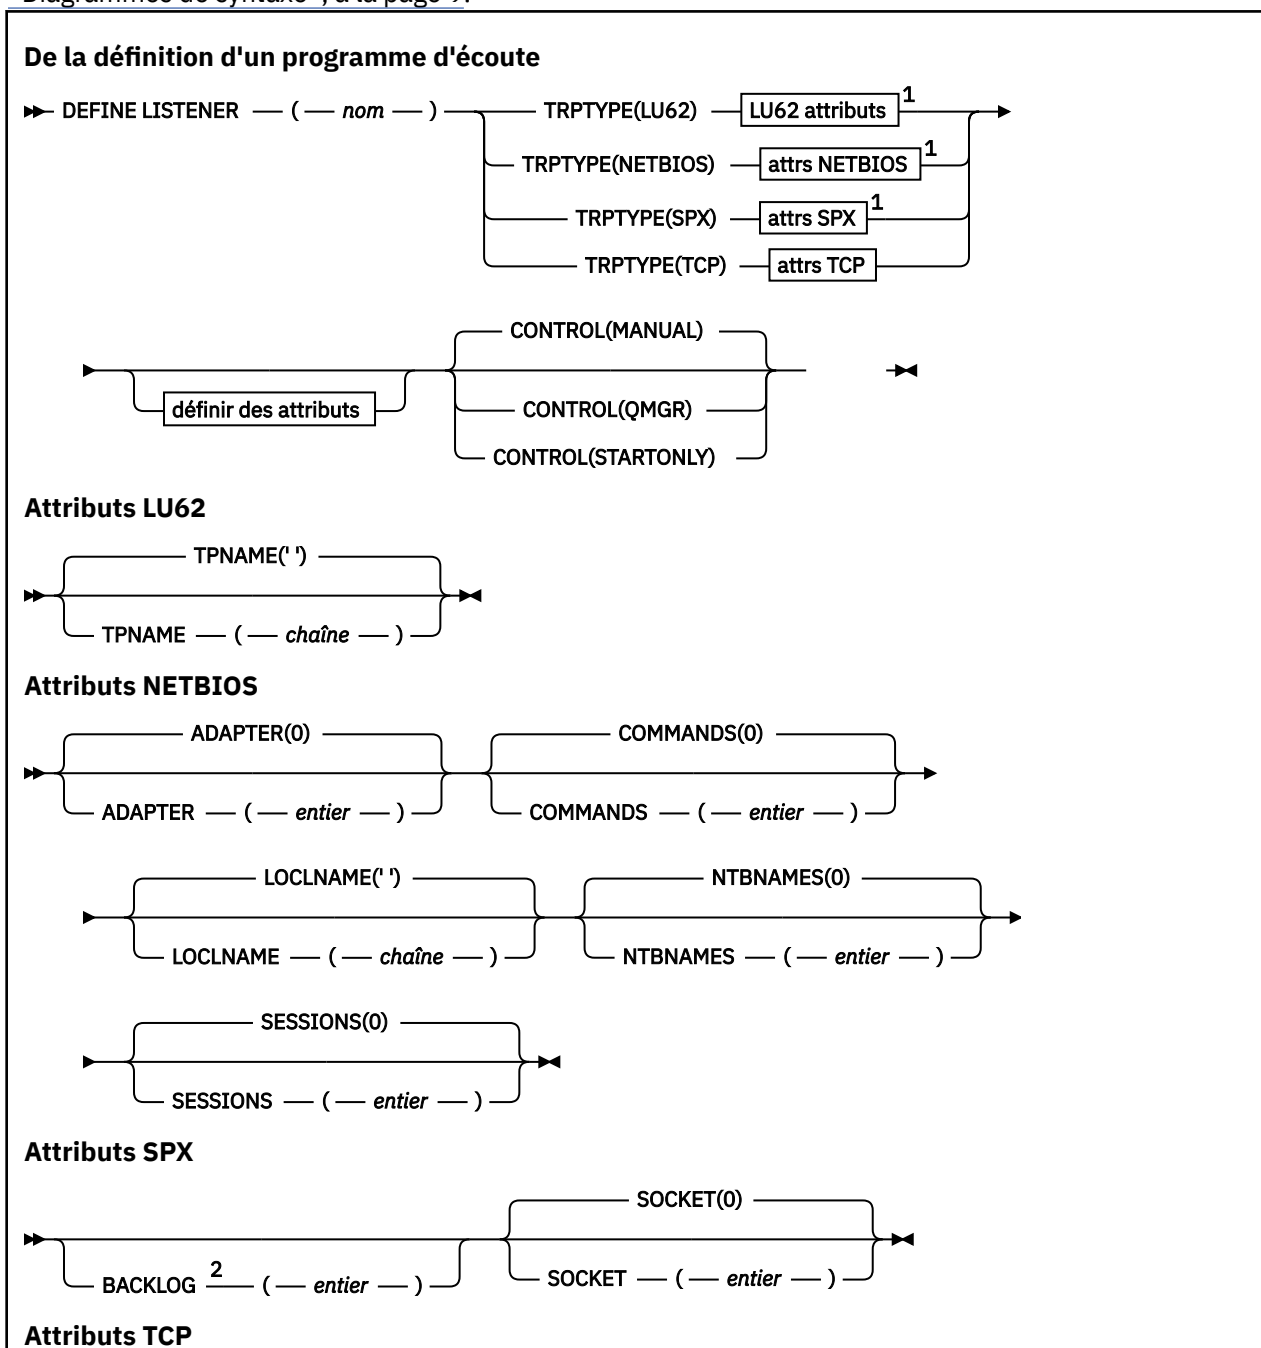 "Diagrammes de syntaxe", à la page 9.
De la définition d'un programme d'écoute
DEFINE LISTENER ( nom ) TRPTYPE(LU62) LU62 attributs 1
TRPTYPE(NETBIOS) attrs NETBIOS 1
TRPTYPE(SPX) attrs SPX 1
TRPTYPE(TCP) attrs TCP
définir des attributs
CONTROL(MANUAL)
CONTROL(QMGR)
CONTROL(STARTONLY)
Attributs LU62
TPNAME(' ')
TPNAME ( chaîne )
Attributs NETBIOS
ADAPTER(0) COMMANDS(0)
ADAPTER ( entier ) COMMANDS ( entier )
LOCLNAME(' ') NTBNAMES(0)
LOCLNAME ( chaîne ) NTBNAMES ( entier )
SESSIONS(0)
SESSIONS ( entier )
Attributs SPX
SOCKET(0)
BACKLOG 2 ( entier ) SOCKET ( entier )
Attributs TCP